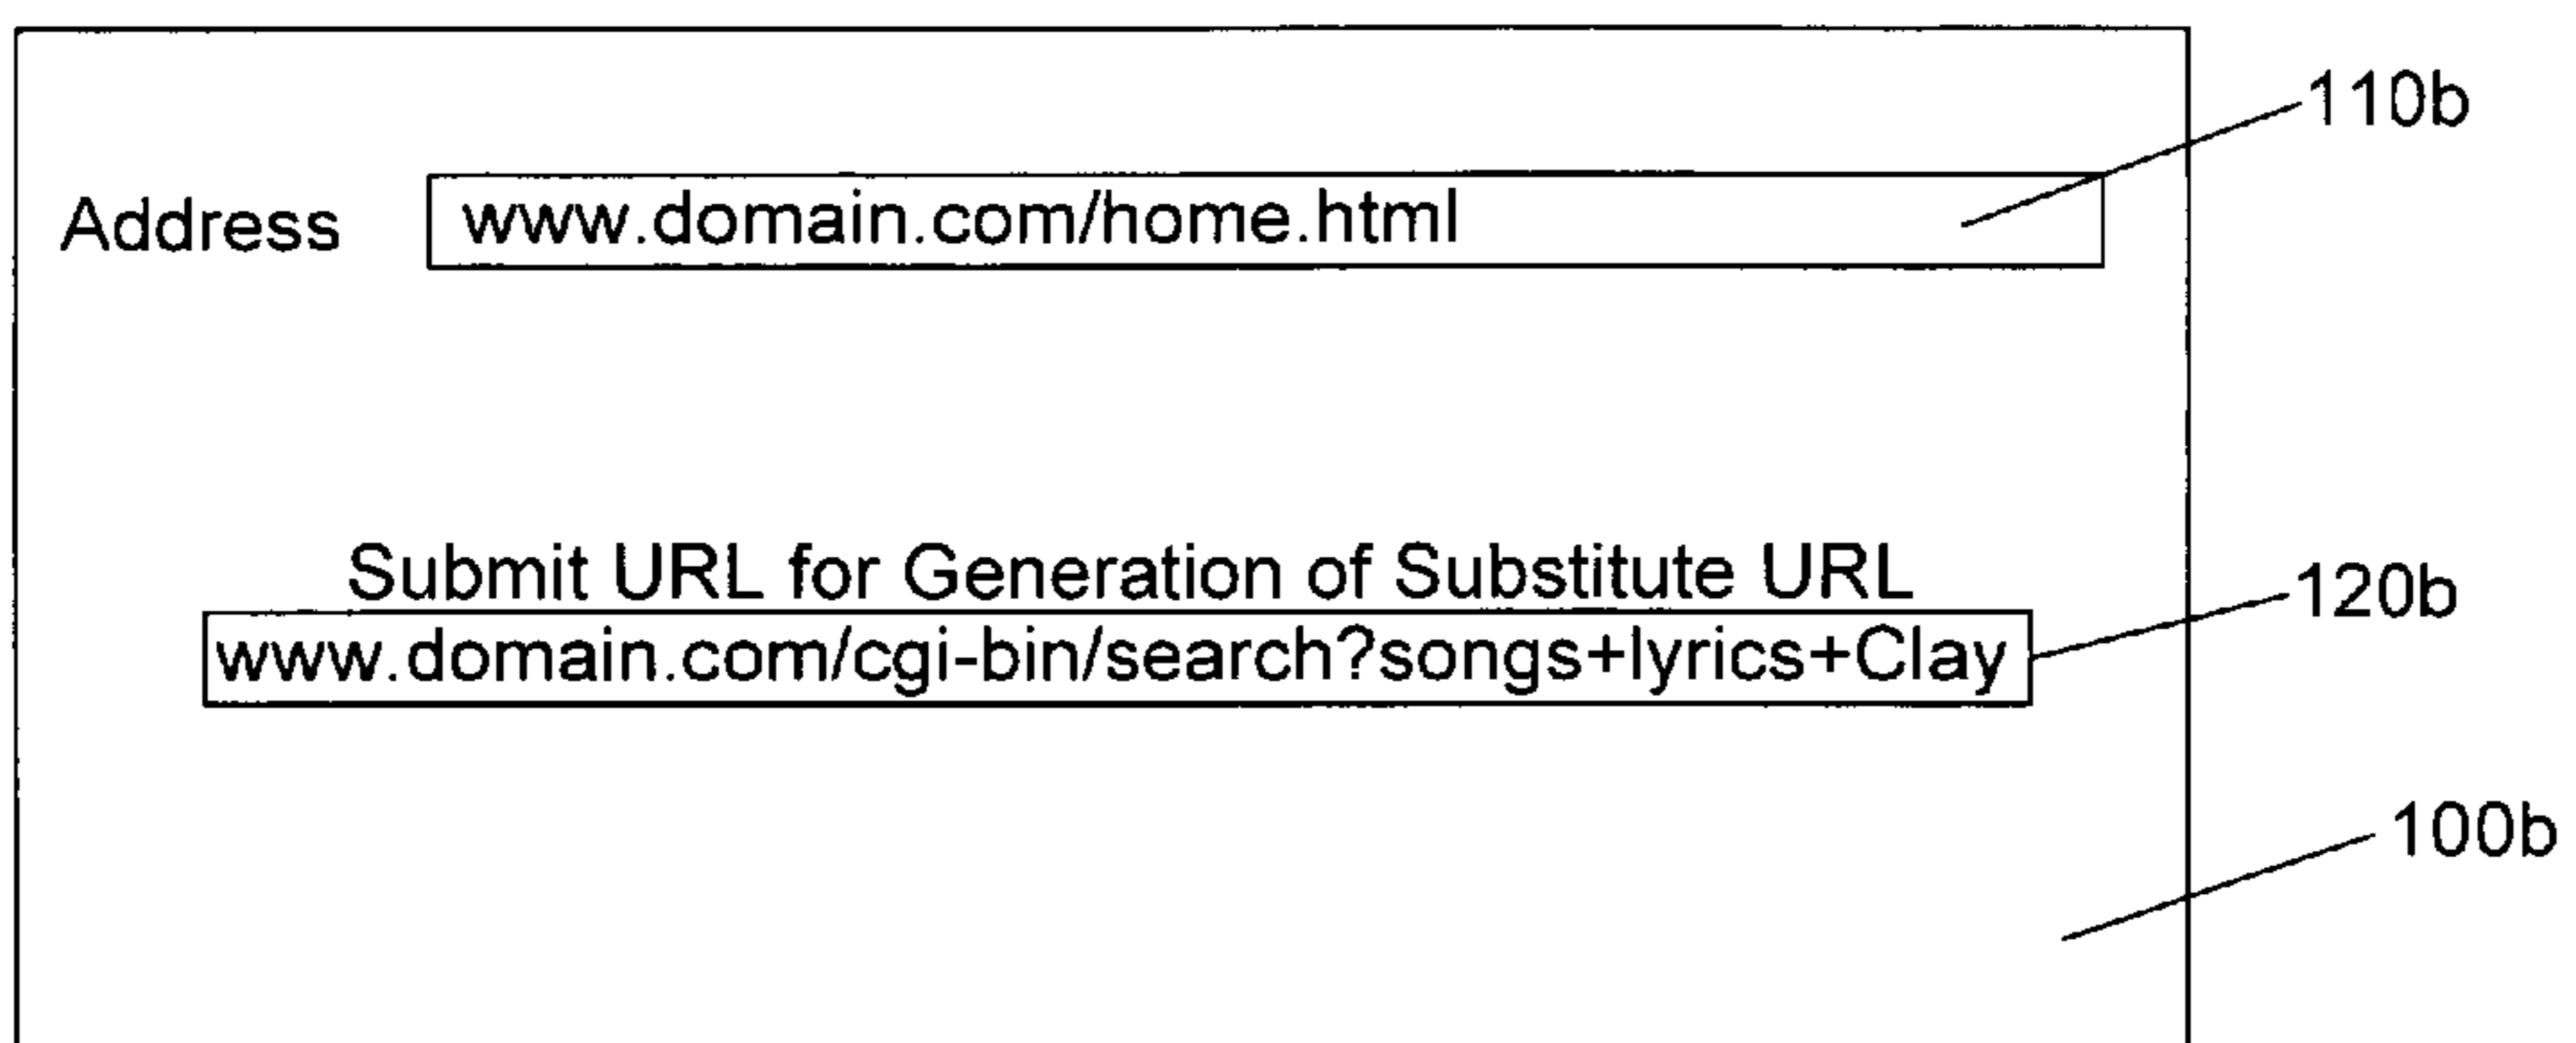 110b
Address www.domain.com/home.html
Submit URL for Generation of Substitute URL
120b
www.domain.com/cgi-bin/search?songs+lyrics+Clay
100b